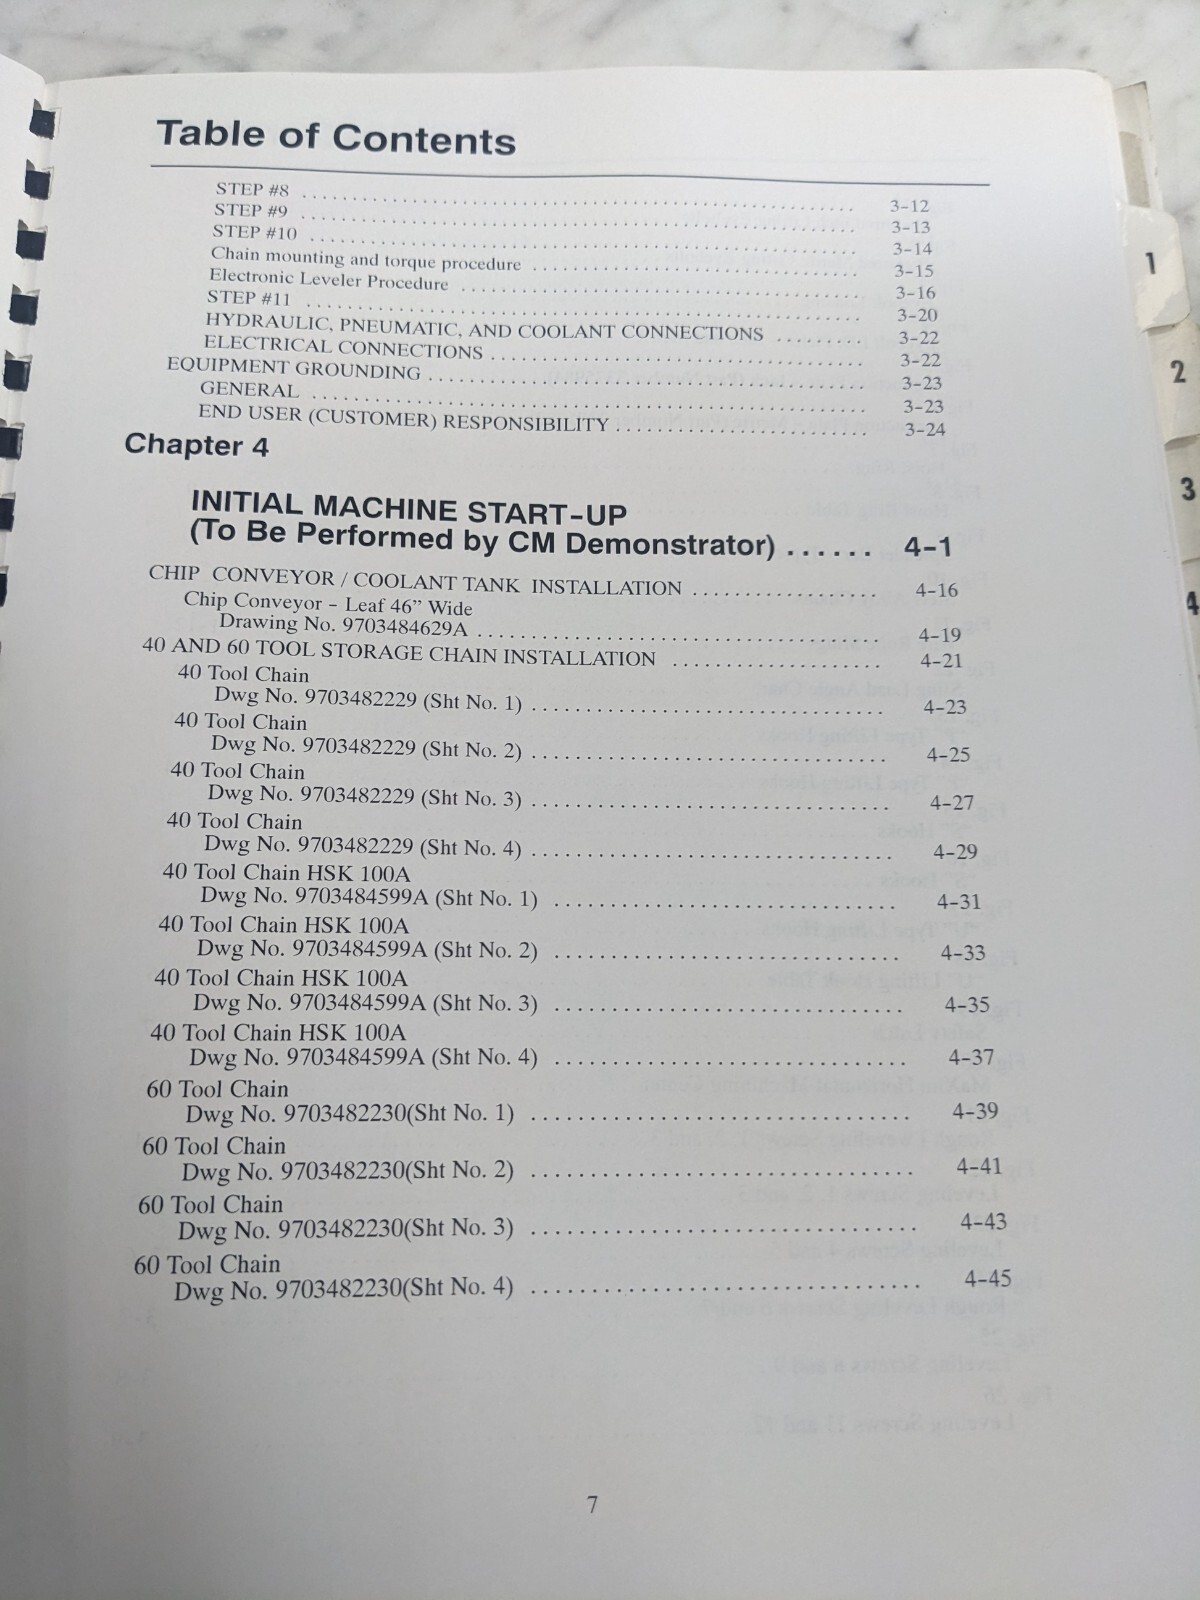 Table of Contents
STEP #8 .......... 3-12
STEP #9 .......... 3-13
STEP #10 .......... 3-14
Chain mounting and torque procedure .......... 3-15
Electronic Leveler Procedure .......... 3-16
STEP #11 .......... 3-20
HYDRAULIC, PNEUMATIC, AND COOLANT CONNECTIONS .......... 3-22
ELECTRICAL CONNECTIONS .......... 3-22
EQUIPMENT GROUNDING .......... 3-23
GENERAL .......... 3-23
END USER (CUSTOMER) RESPONSIBILITY .......... 3-24
Chapter 4
INITIAL MACHINE START-UP
(To Be Performed by CM Demonstrator) ...... 4-1
CHIP CONVEYOR / COOLANT TANK INSTALLATION .......... 4-16
Chip Conveyor - Leaf 46” Wide
Drawing No. 9703484629A .......... 4-19
40 AND 60 TOOL STORAGE CHAIN INSTALLATION .......... 4-21
40 Tool Chain
Dwg No. 9703482229 (Sht No. 1) .......... 4-23
40 Tool Chain
Dwg No. 9703482229 (Sht No. 2) .......... 4-25
40 Tool Chain
Dwg No. 9703482229 (Sht No. 3) .......... 4-27
40 Tool Chain
Dwg No. 9703482229 (Sht No. 4) .......... 4-29
40 Tool Chain HSK 100A
Dwg No. 9703484599A (Sht No. 1) .......... 4-31
40 Tool Chain HSK 100A
Dwg No. 9703484599A (Sht No. 2) .......... 4-33
40 Tool Chain HSK 100A
Dwg No. 9703484599A (Sht No. 3) .......... 4-35
40 Tool Chain HSK 100A
Dwg No. 9703484599A (Sht No. 4) .......... 4-37
60 Tool Chain
Dwg No. 9703482230(Sht No. 1) .......... 4-39
60 Tool Chain
Dwg No. 9703482230(Sht No. 2) .......... 4-41
60 Tool Chain
Dwg No. 9703482230(Sht No. 3) .......... 4-43
60 Tool Chain
Dwg No. 9703482230(Sht No. 4) .......... 4-45
7
1
2
3
4